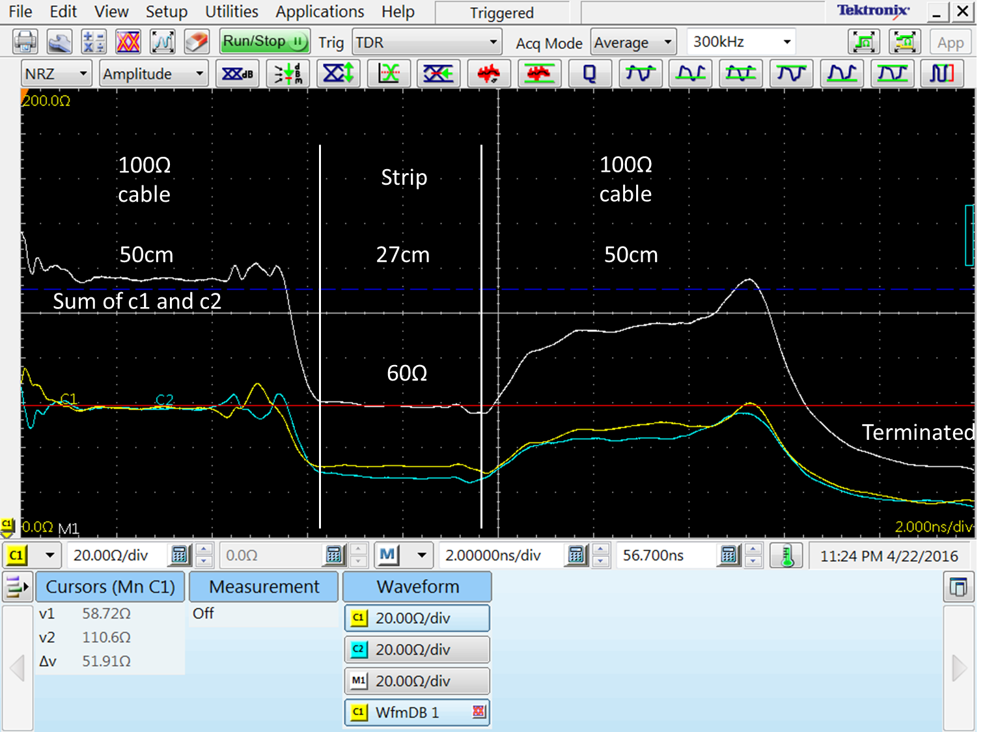 File Edit View Setup Utilities Applications Help Triggered Tektronix
Run/Stop Trig TDR Acq Mode Average 300kHz App
NRZ Amplitude dB dBm Q
200.0Ω
100Ω
cable
Strip
100Ω
cable
50cm
27cm
50cm
Sum of c1 and c2
60Ω
C1
C2
Terminated
C1
0.0Ω M1
2.000ns/div
C1 20.00Ω/div 0.0Ω M 2.00000ns/div 56.700ns 11:24 PM 4/22/2016
Cursors (Mn C1) Measurement Waveform
v1 58.72Ω
v2 110.6Ω
Δv 51.91Ω
Off
C1 20.00Ω/div
C2 20.00Ω/div
M1 20.00Ω/div
C1 WfmDB 1